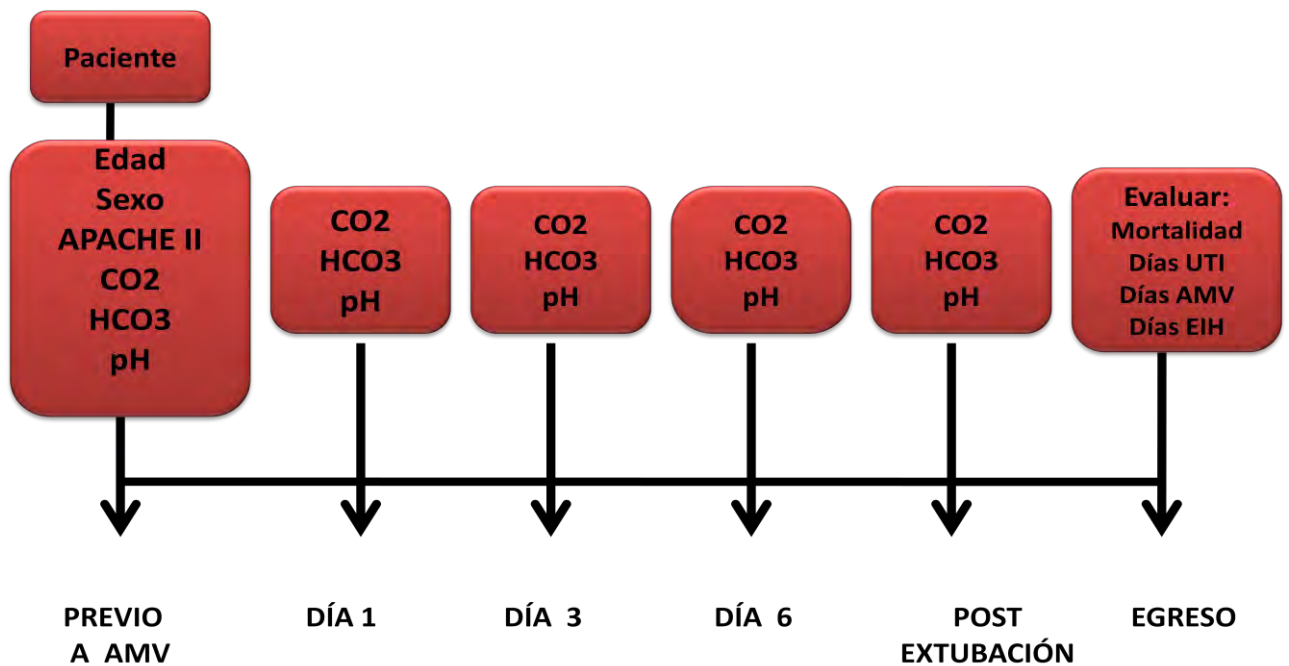 Paciente
Edad
Sexo
APACHE II
CO2
HCO3
pH
CO2
HCO3
pH
CO2
HCO3
pH
CO2
HCO3
pH
CO2
HCO3
pH
Evaluar:
Mortalidad
Días UTI
Días AMV
Días EIH
PREVIO
A AMV
DÍA 1
DÍA 3
DÍA 6
POST
EXTUBACIÓN
EGRESO